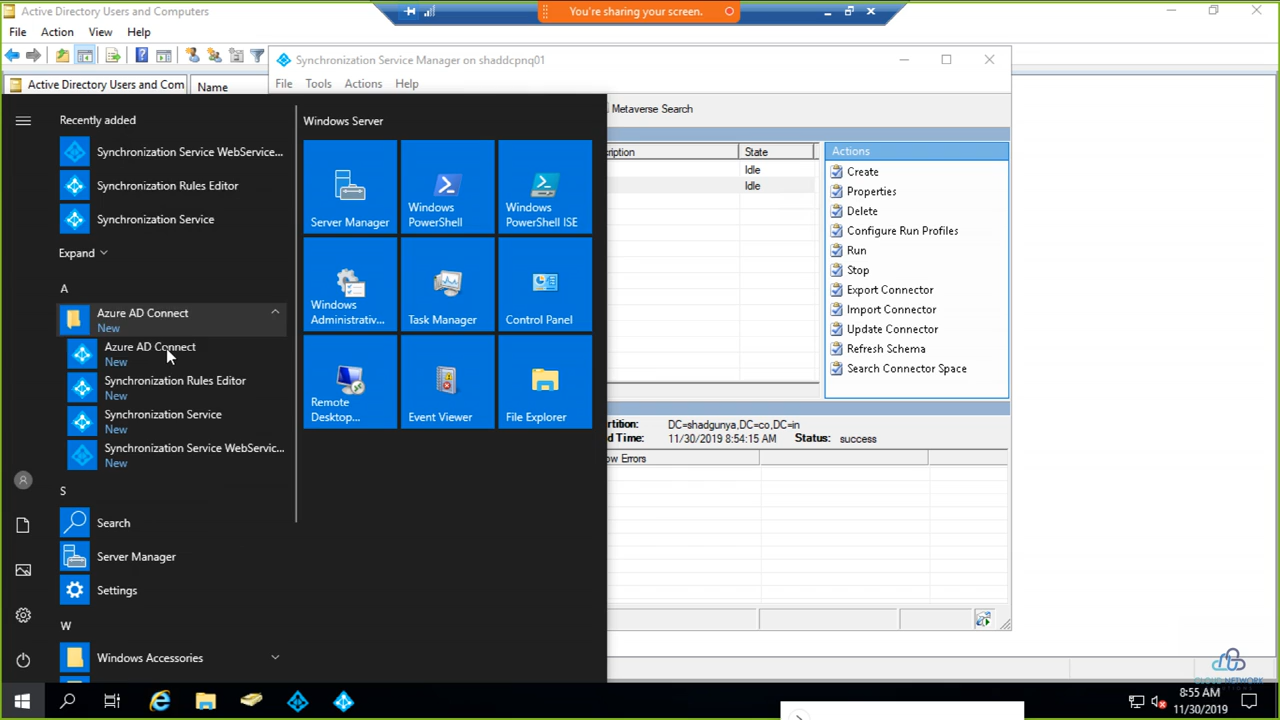 Active Directory Users and Computers
You're sharing your screen.
File Action View Help
Synchronization Service Manager on shaddcpnq01
Active Directory Users and Com
Name
File Tools Actions Help
Metaverse Search
Recently added
Synchronization Service WebService...
Synchronization Rules Editor
Synchronization Service
Expand
A
Azure AD Connect
New
Azure AD Connect
New
Synchronization Rules Editor
New
Synchronization Service
New
Synchronization Service WebServic...
New
S
Search
Server Manager
Settings
W
Windows Accessories
Windows Server
Server Manager
Windows
PowerShell
Windows
PowerShell ISE
Windows
Administrativ...
Task Manager
Control Panel
Remote
Desktop...
Event Viewer
File Explorer
ription
State
Idle
Idle
Actions
Create
Properties
Delete
Configure Run Profiles
Run
Stop
Export Connector
Import Connector
Update Connector
Refresh Schema
Search Connector Space
rtition: DC=shadgunya,DC=co,DC=in
d Time: 11/30/2019 8:54:15 AM Status: success
ow Errors
CLOUD NETWORK
8:55 AM
11/30/2019